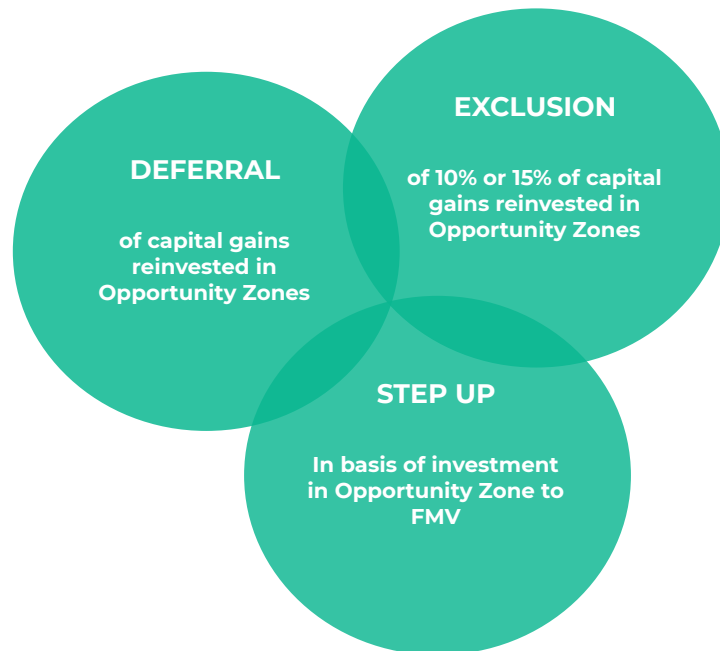 DEFERRAL
of capital gains
reinvested in
Opportunity Zones
EXCLUSION
of 10% or 15% of capital
gains reinvested in
Opportunity Zones
STEP UP
In basis of investment
in Opportunity Zone to
FMV